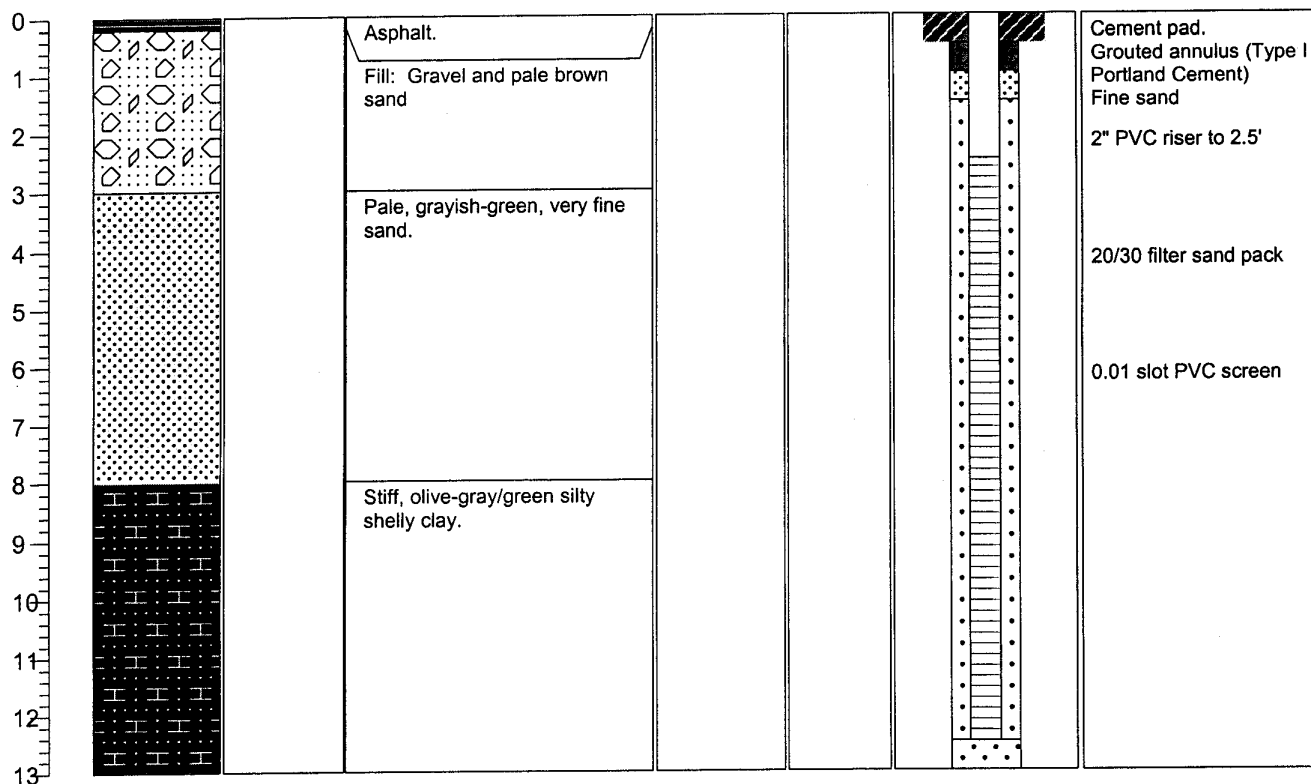 0
1
2
3
4
5
6
7
8
9
10
11
12
13
Asphalt.
Fill: Gravel and pale brown
sand
Pale, grayish-green, very fine
sand.
Stiff, olive-gray/green silty
shelly clay.
Cement pad.
Grouted annulus (Type I
Portland Cement)
Fine sand
2" PVC riser to 2.5'
20/30 filter sand pack
0.01 slot PVC screen